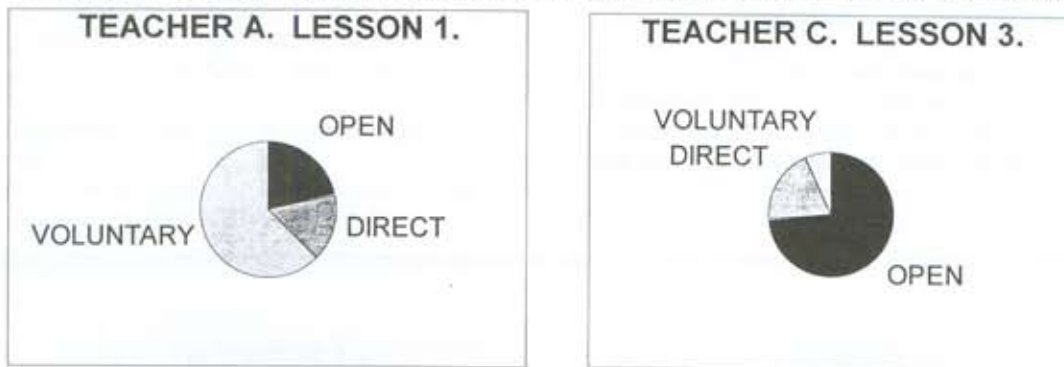 TEACHER A. LESSON 1.
OPEN
VOLUNTARY
DIRECT
TEACHER C. LESSON 3.
VOLUNTARY
DIRECT
OPEN